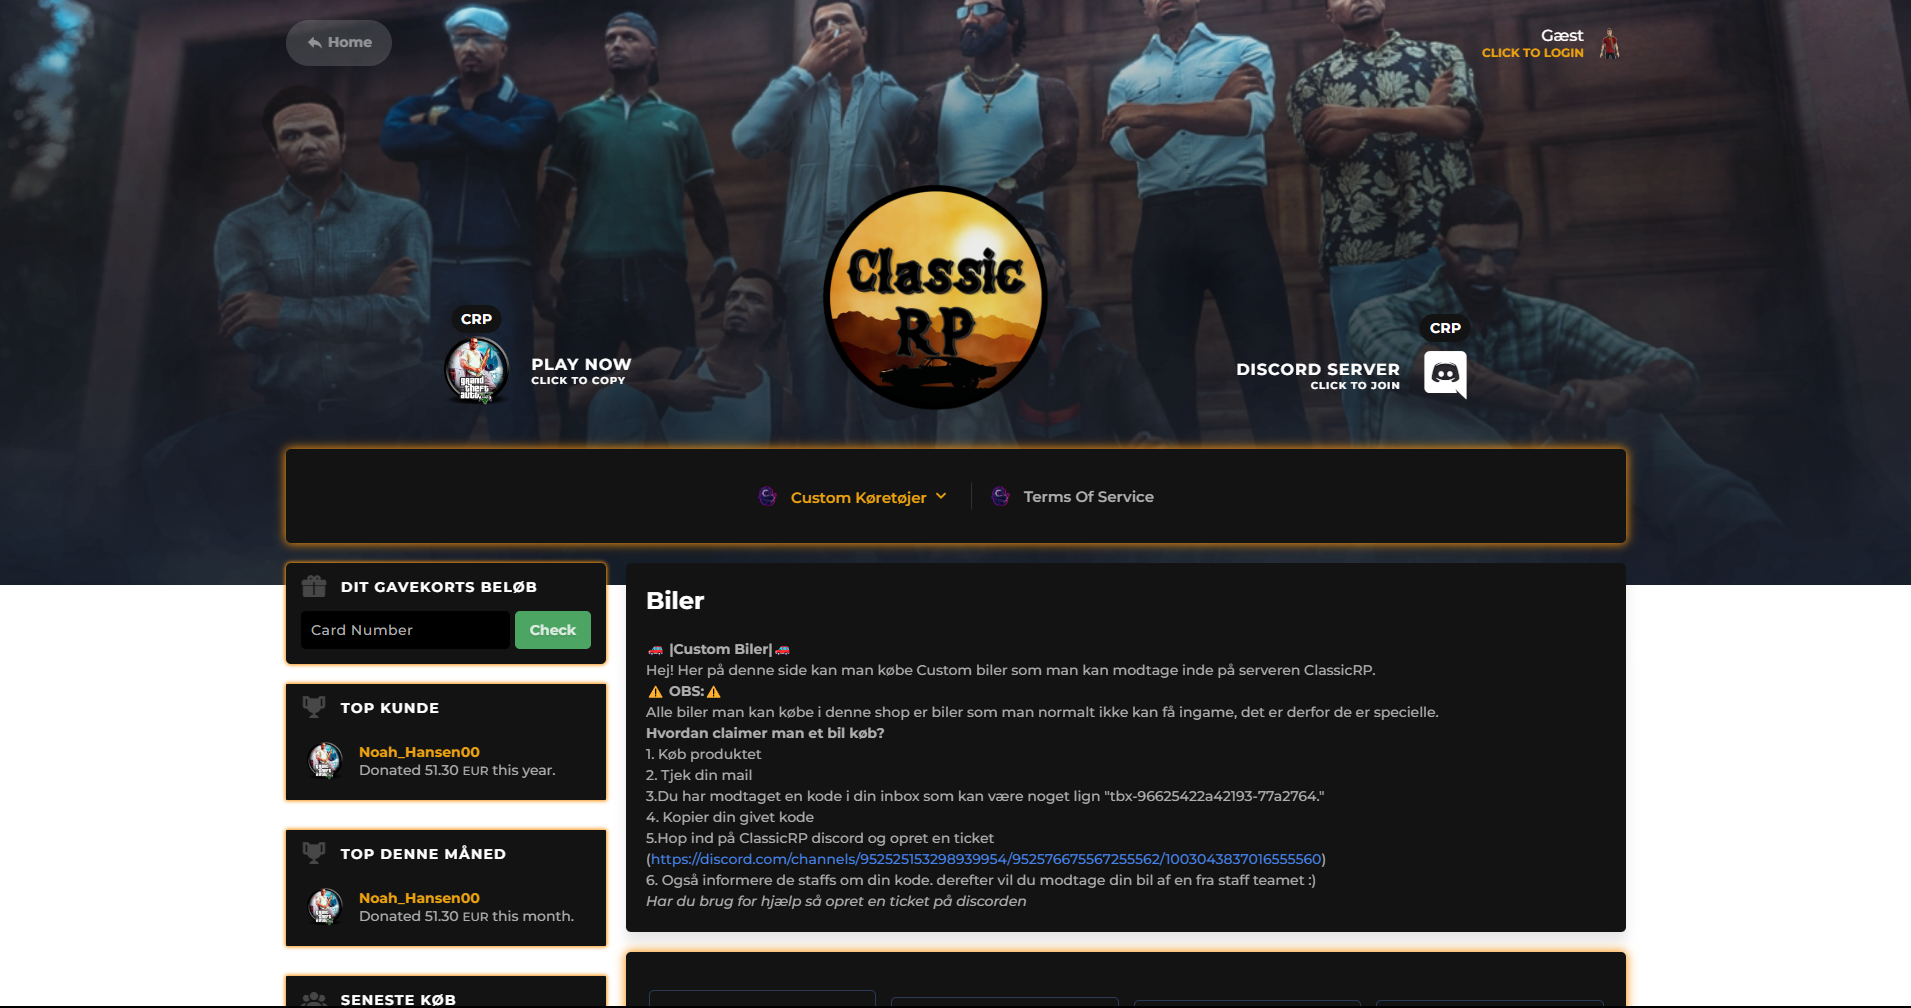 Home
Gæst
CLICK TO LOGIN
Classic
RP
CRP
PLAY NOW
CLICK TO COPY
grand
theft
auto
CRP
DISCORD SERVER
CLICK TO JOIN
Custom Køretøjer
Terms Of Service
DIT GAVEKORTS BELØB
Card Number
Check
TOP KUNDE
Noah_Hansen00
Donated 51.30 EUR this year.
TOP DENNE MÅNED
Noah_Hansen00
Donated 51.30 EUR this month.
SENESTE KØB
Biler
🚗 |Custom Biler|🚗
Hej! Her på denne side kan man købe Custom biler som man kan modtage inde på serveren ClassicRP.
⚠️ OBS:⚠️
Alle biler man kan købe i denne shop er biler som man normalt ikke kan få ingame, det er derfor de er specielle.
Hvordan claimer man et bil køb?
1. Køb produktet
2. Tjek din mail
3.Du har modtaget en kode i din inbox som kan være noget lign "tbx-96625422a42193-77a2764."
4. Kopier din givet kode
5.Hop ind på ClassicRP discord og opret en ticket
(https://discord.com/channels/952525153298939954/952576675567255562/1003043837016555560)
6. Også informere de staffs om din kode. derefter vil du modtage din bil af en fra staff teamet :)
Har du brug for hjælp så opret en ticket på discorden